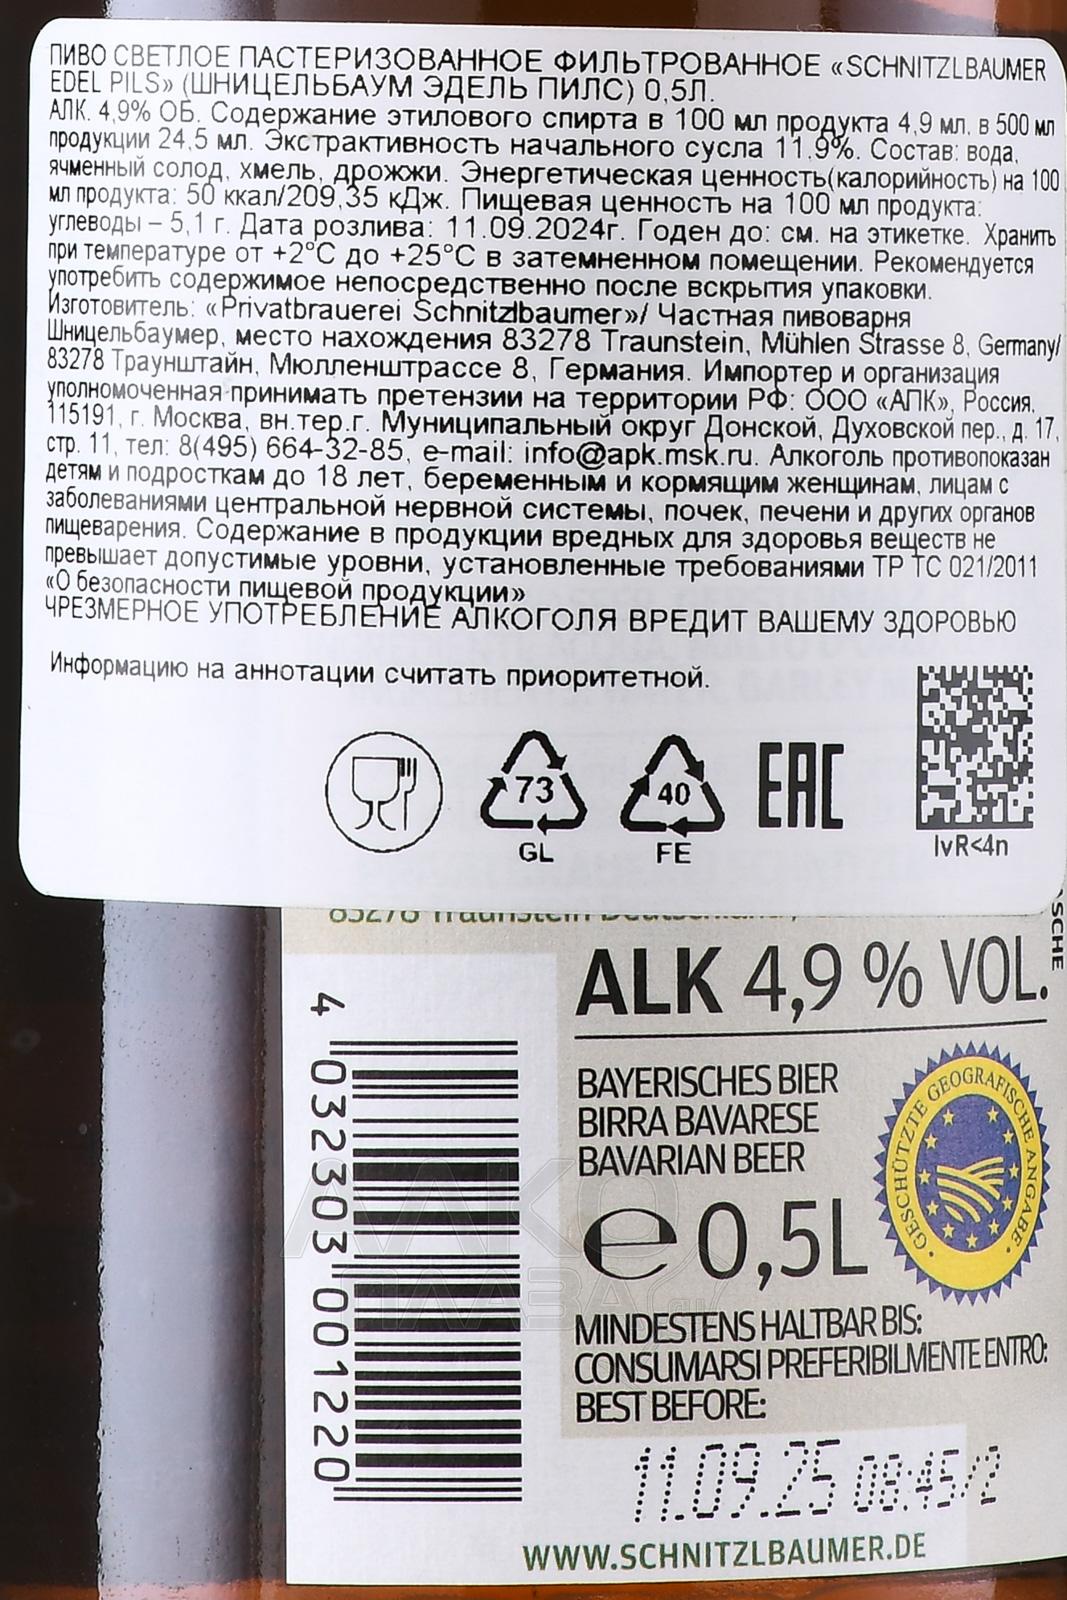 ПИВО СВЕТЛОЕ ПАСТЕРИЗОВАННОЕ ФИЛЬТРОВАННОЕ «SCHNITZLBAUMER
EDEL PILS» (ШНИЦЕЛЬБАУМ ЭДЕЛЬ ПИЛС) 0,5Л.
АЛК. 4,9% ОБ. Содержание этилового спирта в 100 мл продукта 4,9 мл, в 500 мл
продукции 24,5 мл. Экстрактивность начального сусла 11,9%. Состав: вода,
ячменный солод, хмель, дрожжи. Энергетическая ценность(калорийность) на 100
мл продукта: 50 ккал/209,35 кДж. Пищевая ценность на 100 мл продукта:
углеводы – 5,1 г. Дата розлива: 11.09.2024г. Годен до: см. на этикетке. Хранить
при температуре от +2°C до +25°C в затемненном помещении. Рекомендуется
употребить содержимое непосредственно после вскрытия упаковки.
Изготовитель: «Privatbrauerei Schnitzlbaumer»/ Частная пивоварня
Шницельбаумер, место нахождения 83278 Traunstein, Mühlen Strasse 8, Germany/
83278 Траунштайн, Мюлленштрассе 8, Германия. Импортер и организация
уполномоченная принимать претензии на территории РФ: ООО «АПК», Россия,
115191, г. Москва, вн.тер.г. Муниципальный округ Донской, Духовской пер., д. 17,
стр. 11, тел: 8(495) 664-32-85, e-mail: info@apk.msk.ru. Алкоголь противопоказан
детям и подросткам до 18 лет, беременным и кормящим женщинам, лицам с
заболеваниями центральной нервной системы, почек, печени и других органов
пищеварения. Содержание в продукции вредных для здоровья веществ не
превышает допустимые уровни, установленные требованиями ТР ТС 021/2011
«О безопасности пищевой продукции»
ЧРЕЗМЕРНОЕ УПОТРЕБЛЕНИЕ АЛКОГОЛЯ ВРЕДИТ ВАШЕМУ ЗДОРОВЬЮ
Информацию на аннотации считать приоритетной.
73
GL
40
FE
EAC
IvR<4n
83278 Traunstein Deutschland,
ALK 4,9 % VOL.
BAYERISCHES BIER
BIRRA BAVARESE
BAVARIAN BEER
e 0,5L
GESCHÜTZTE GEOGRAFISCHE ANGABE
MINDESTENS HALTBAR BIS:
CONSUMARSI PREFERIBILMENTE ENTRO:
BEST BEFORE:
11.09.25 08:45/2
WWW.SCHNITZLBAUMER.DE
4 032303 001220
АЛКО
ПЛАЗА.ru